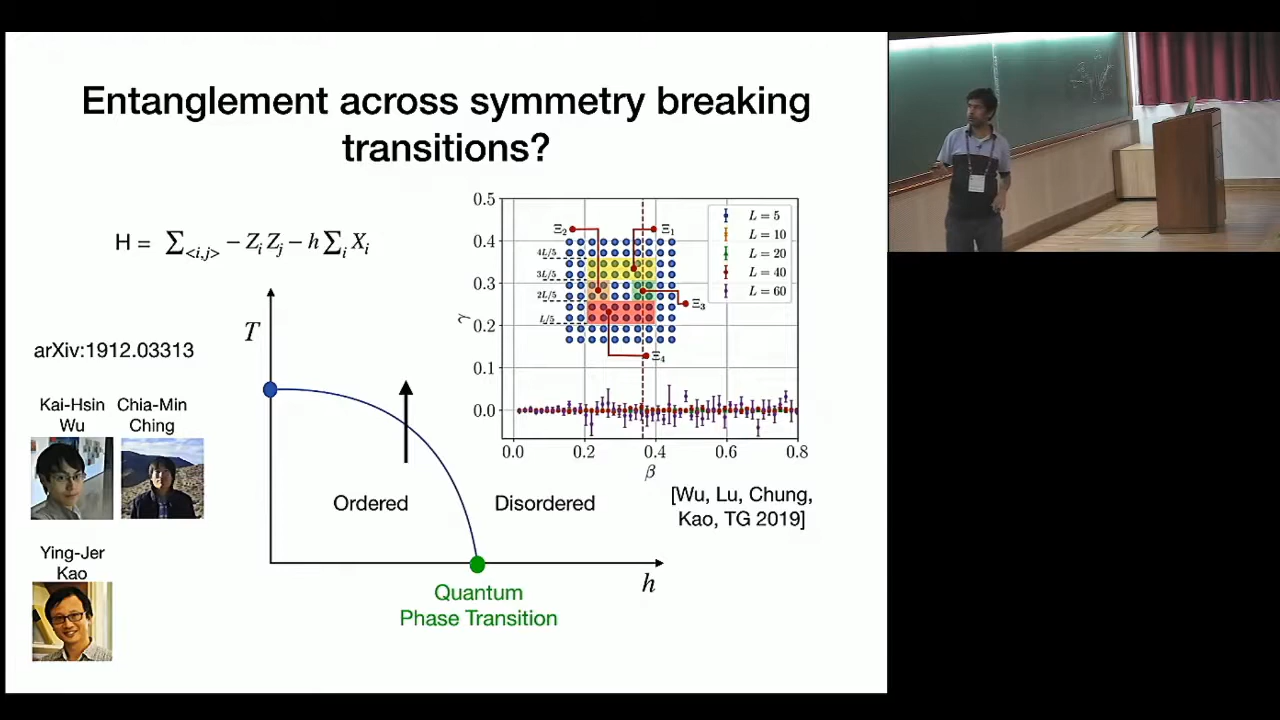 Entanglement across symmetry breaking
transitions?
H = ∑<i,j> − Zi Zj − h ∑i Xi
T
arXiv:1912.03313
Kai-Hsin
Wu
Chia-Min
Ching
Ying-Jer
Kao
Ordered
Disordered
Quantum
Phase Transition
h
γ
0.5
0.4
0.3
0.2
0.1
0.0
0.0 0.2 0.4 0.6 0.8
β
Ξ2
Ξ1
Ξ3
Ξ4
4L/5
3L/5
2L/5
L/5
L = 5
L = 10
L = 20
L = 40
L = 60
[Wu, Lu, Chung,
Kao, TG 2019]